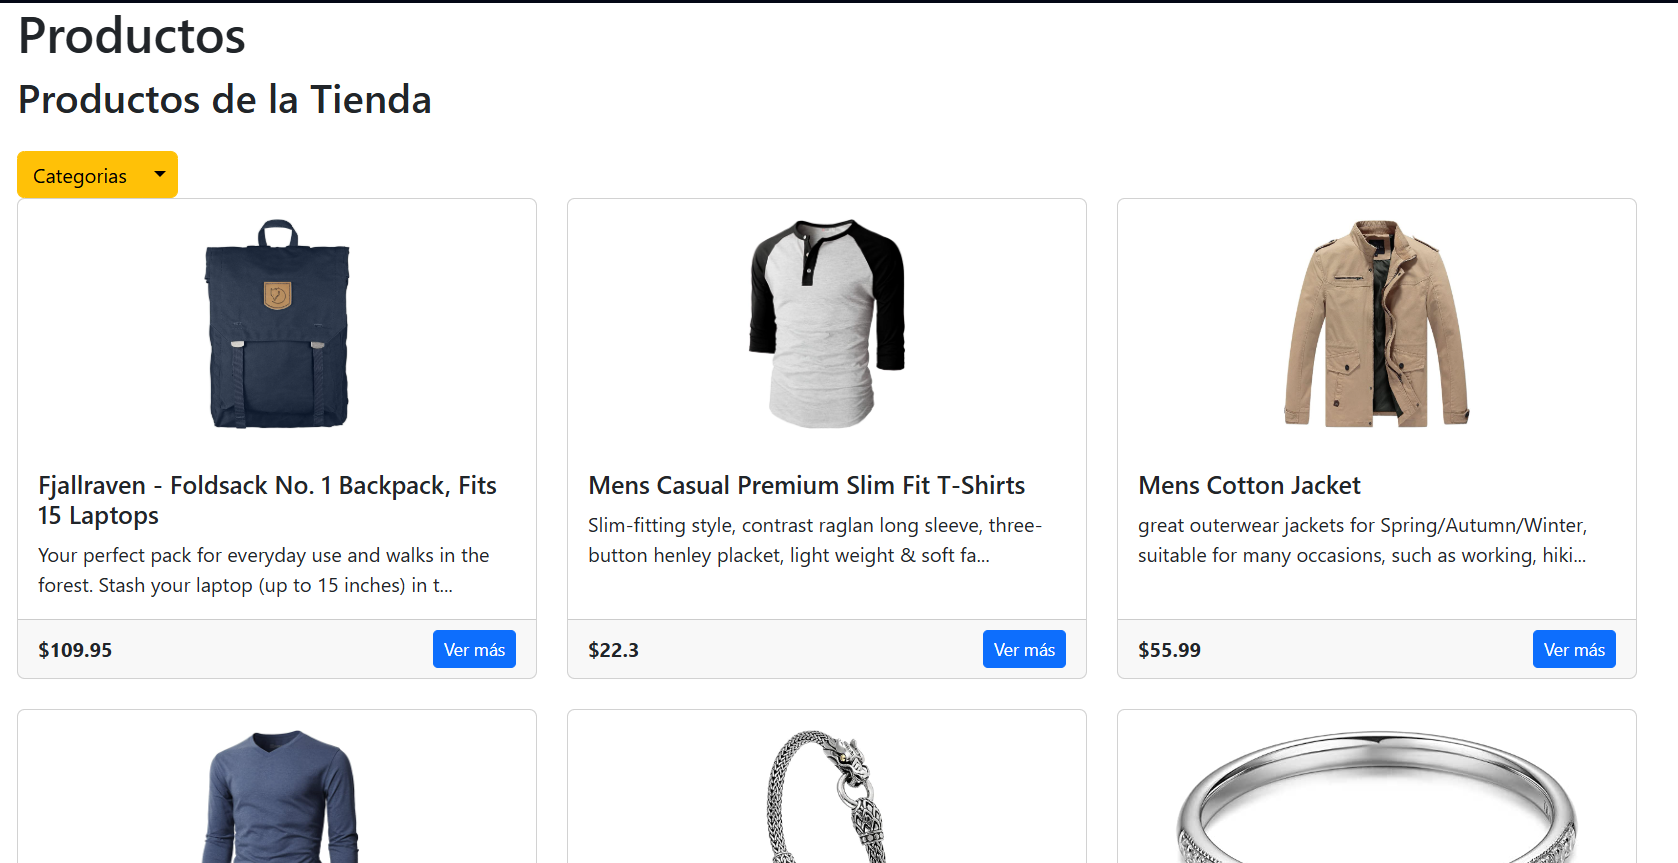 Productos
Productos de la Tienda
Categorias
Fjallraven - Foldsack No. 1 Backpack, Fits
15 Laptops
Your perfect pack for everyday use and walks in the
forest. Stash your laptop (up to 15 inches) in t...
$109.95
Ver más
Mens Casual Premium Slim Fit T-Shirts
Slim-fitting style, contrast raglan long sleeve, three-
button henley placket, light weight & soft fa...
$22.3
Ver más
Mens Cotton Jacket
great outerwear jackets for Spring/Autumn/Winter,
suitable for many occasions, such as working, hiki...
$55.99
Ver más